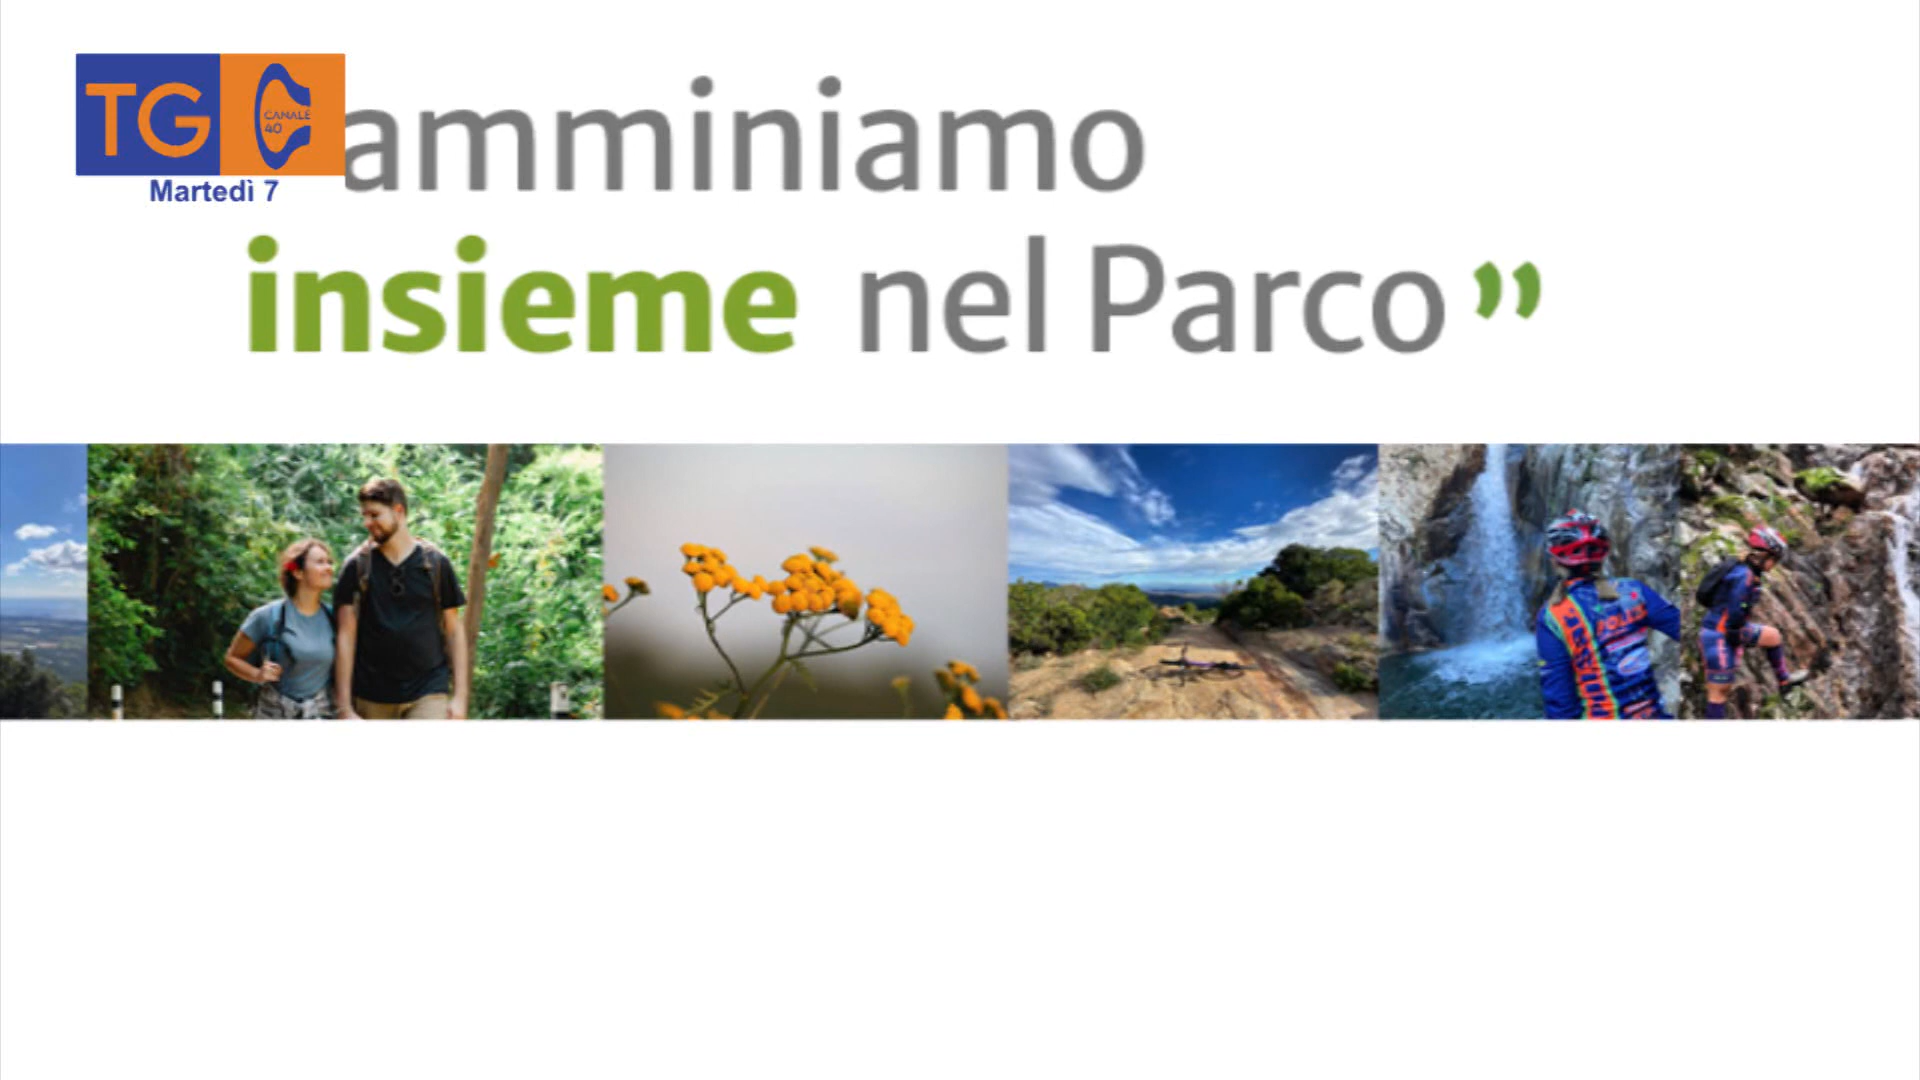 TG
CANALE
40
Martedì 7
amminiamo
insieme nel Parco”